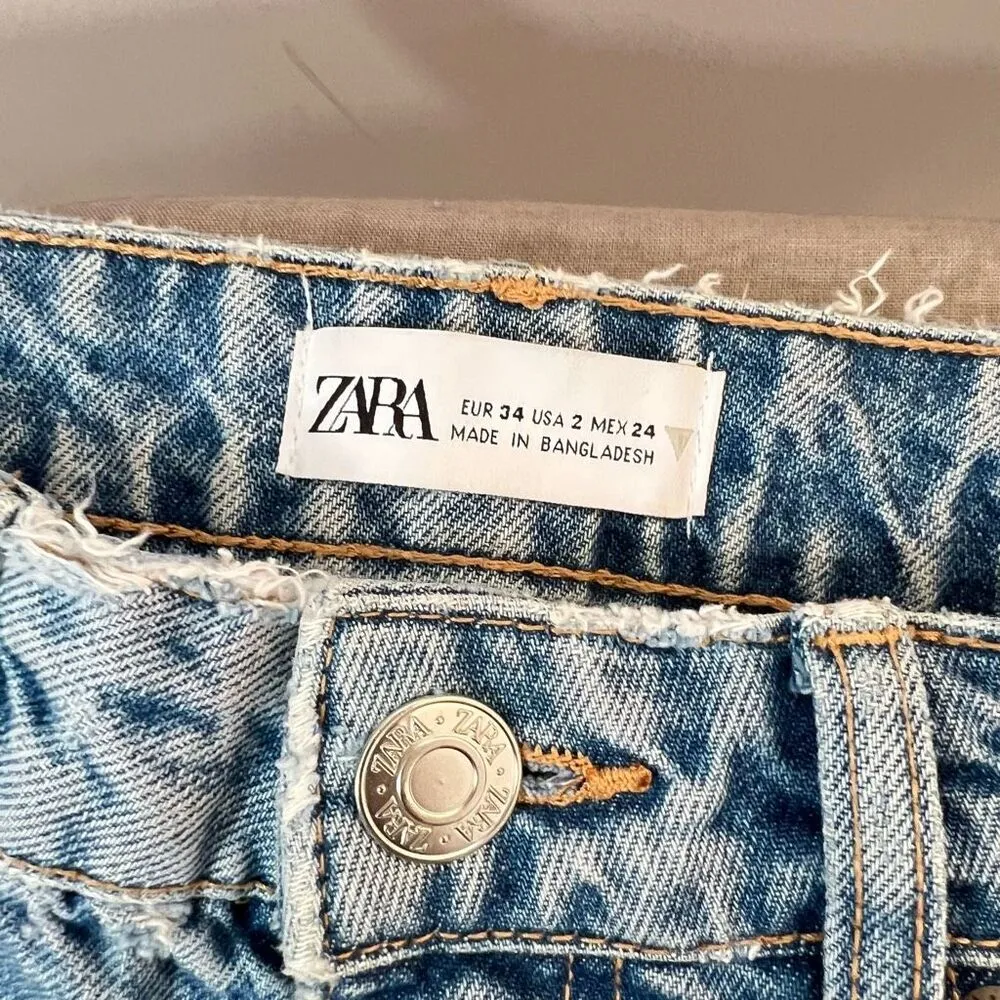 ZARA
EUR 34 USA 2 MEX 24
MADE IN BANGLADESH
ZARA · ZARA · ZARA · ZARA ·